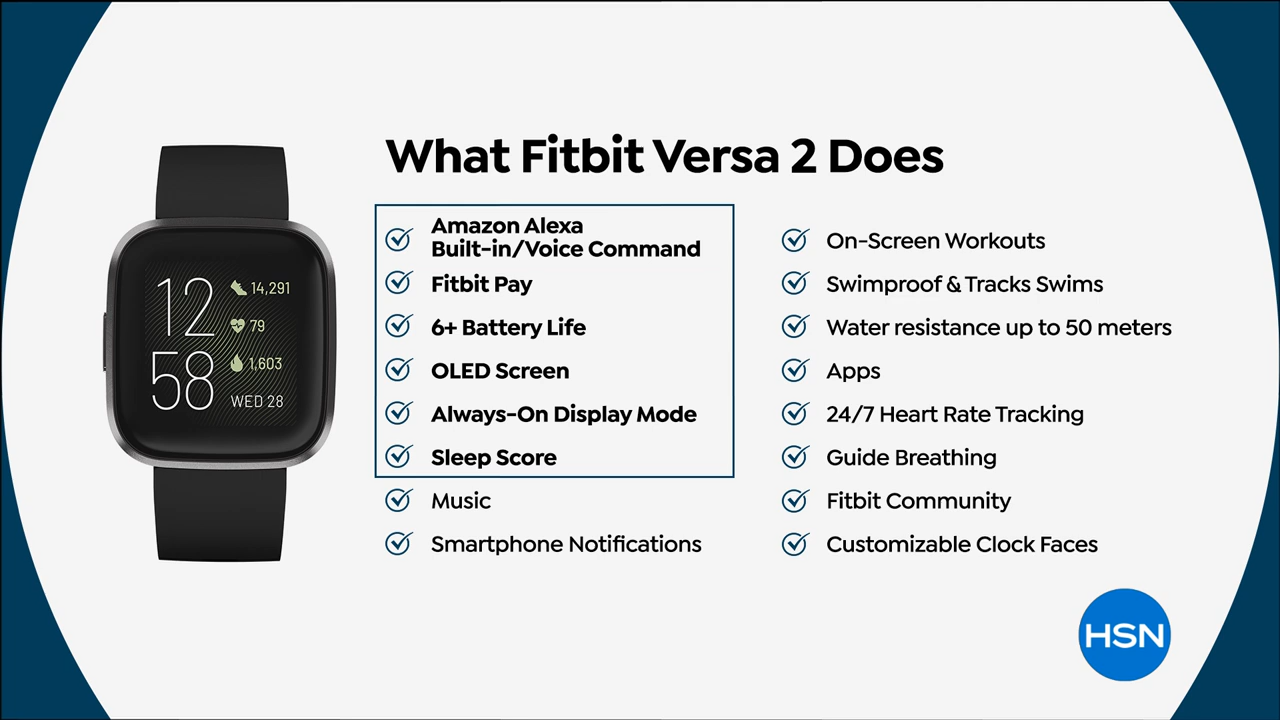 What Fitbit Versa 2 Does
12
58
14,291
79
1,603
WED 28
Amazon Alexa
Built-in/Voice Command
Fitbit Pay
6+ Battery Life
OLED Screen
Always-On Display Mode
Sleep Score
Music
Smartphone Notifications
On-Screen Workouts
Swimproof & Tracks Swims
Water resistance up to 50 meters
Apps
24/7 Heart Rate Tracking
Guide Breathing
Fitbit Community
Customizable Clock Faces
HSN